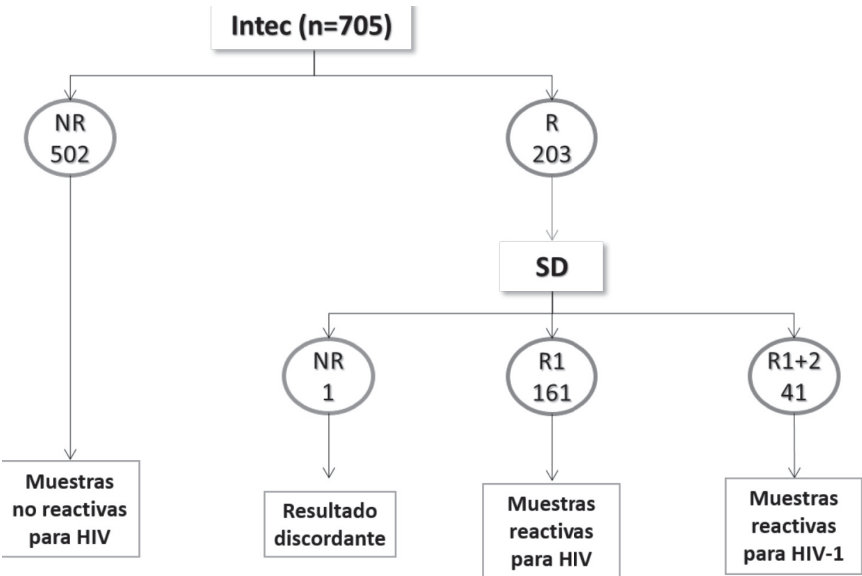 Intec (n=705)
NR
502
R
203
SD
NR
1
R1
161
R1+2
41
Muestras
no reactivas
para HIV
Resultado
discordante
Muestras
reactivas
para HIV
Muestras
reactivas
para HIV-1